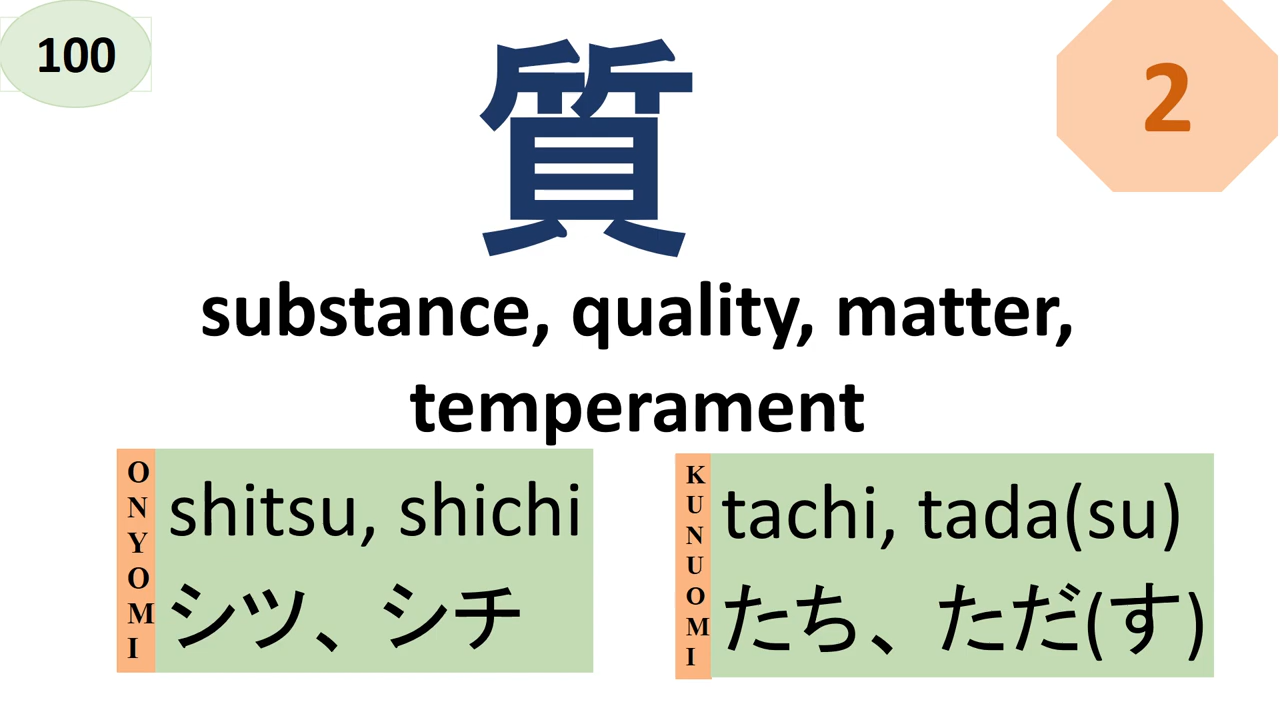 100
質
2
substance, quality, matter,
temperament
ONYOMI
shitsu, shichi
シツ、シチ
KUNUOMI
tachi, tada(su)
たち、ただ(す)